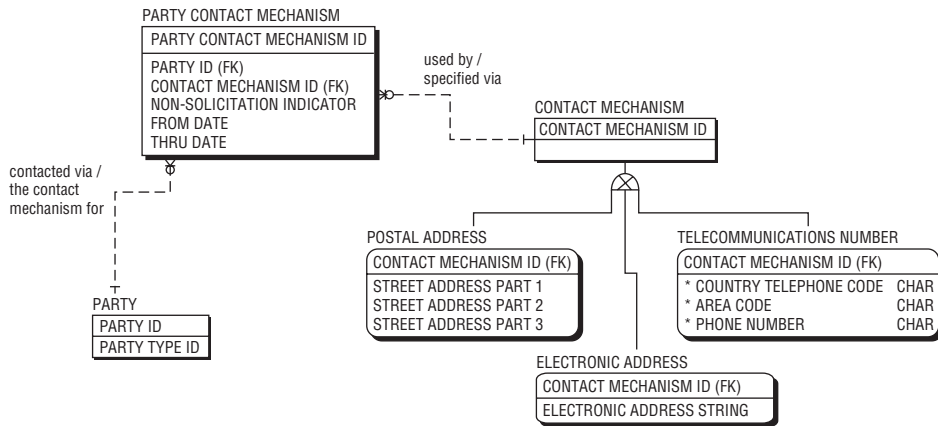 PARTY CONTACT MECHANISM
PARTY CONTACT MECHANISM ID
PARTY ID (FK)
CONTACT MECHANISM ID (FK)
NON-SOLICITATION INDICATOR
FROM DATE
THRU DATE
used by /
specified via
CONTACT MECHANISM
CONTACT MECHANISM ID
contacted via /
the contact
mechanism for
PARTY
PARTY ID
PARTY TYPE ID
POSTAL ADDRESS
CONTACT MECHANISM ID (FK)
STREET ADDRESS PART 1
STREET ADDRESS PART 2
STREET ADDRESS PART 3
TELECOMMUNICATIONS NUMBER
CONTACT MECHANISM ID (FK)
* COUNTRY TELEPHONE CODE CHAR
* AREA CODE CHAR
* PHONE NUMBER CHAR
ELECTRONIC ADDRESS
CONTACT MECHANISM ID (FK)
ELECTRONIC ADDRESS STRING